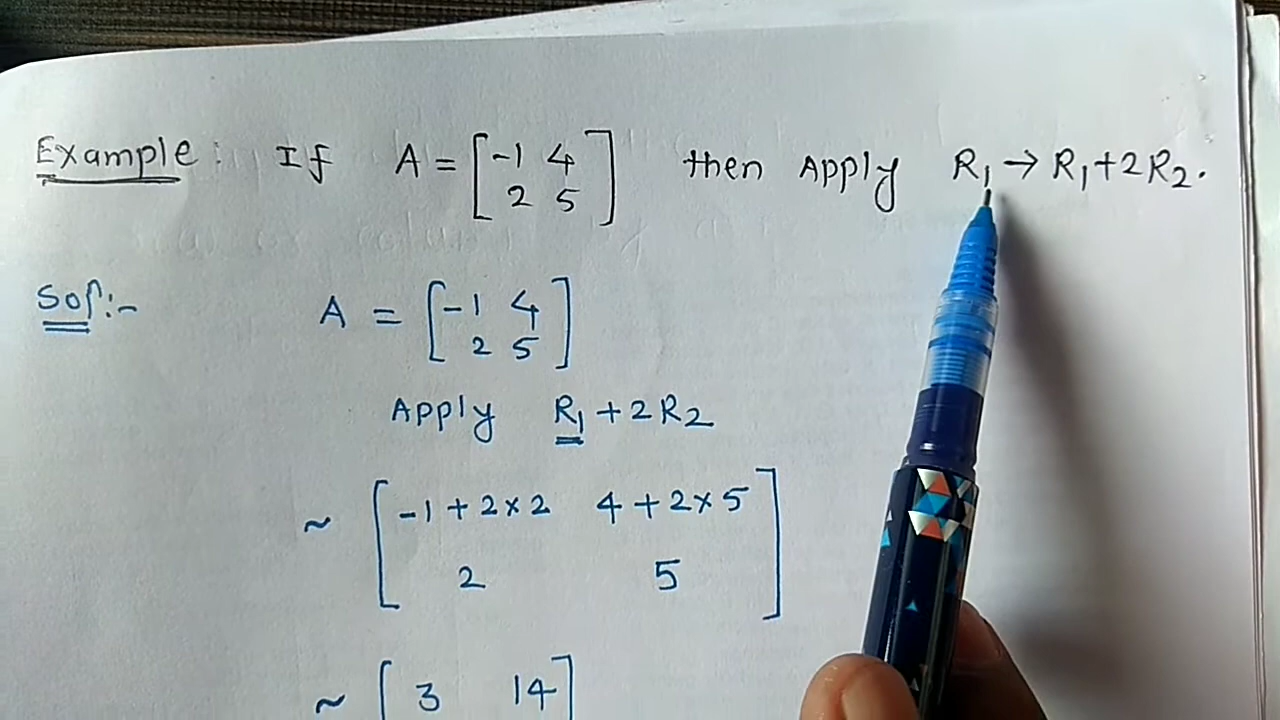 Example: If A = [-1 4 then Apply R1 → R1+2R2.
2 5]
Sol:- A = [-1 4
2 5]
Apply R1 + 2R2
~ [-1 + 2×2 4 + 2×5
2 5]
~ [3 14]